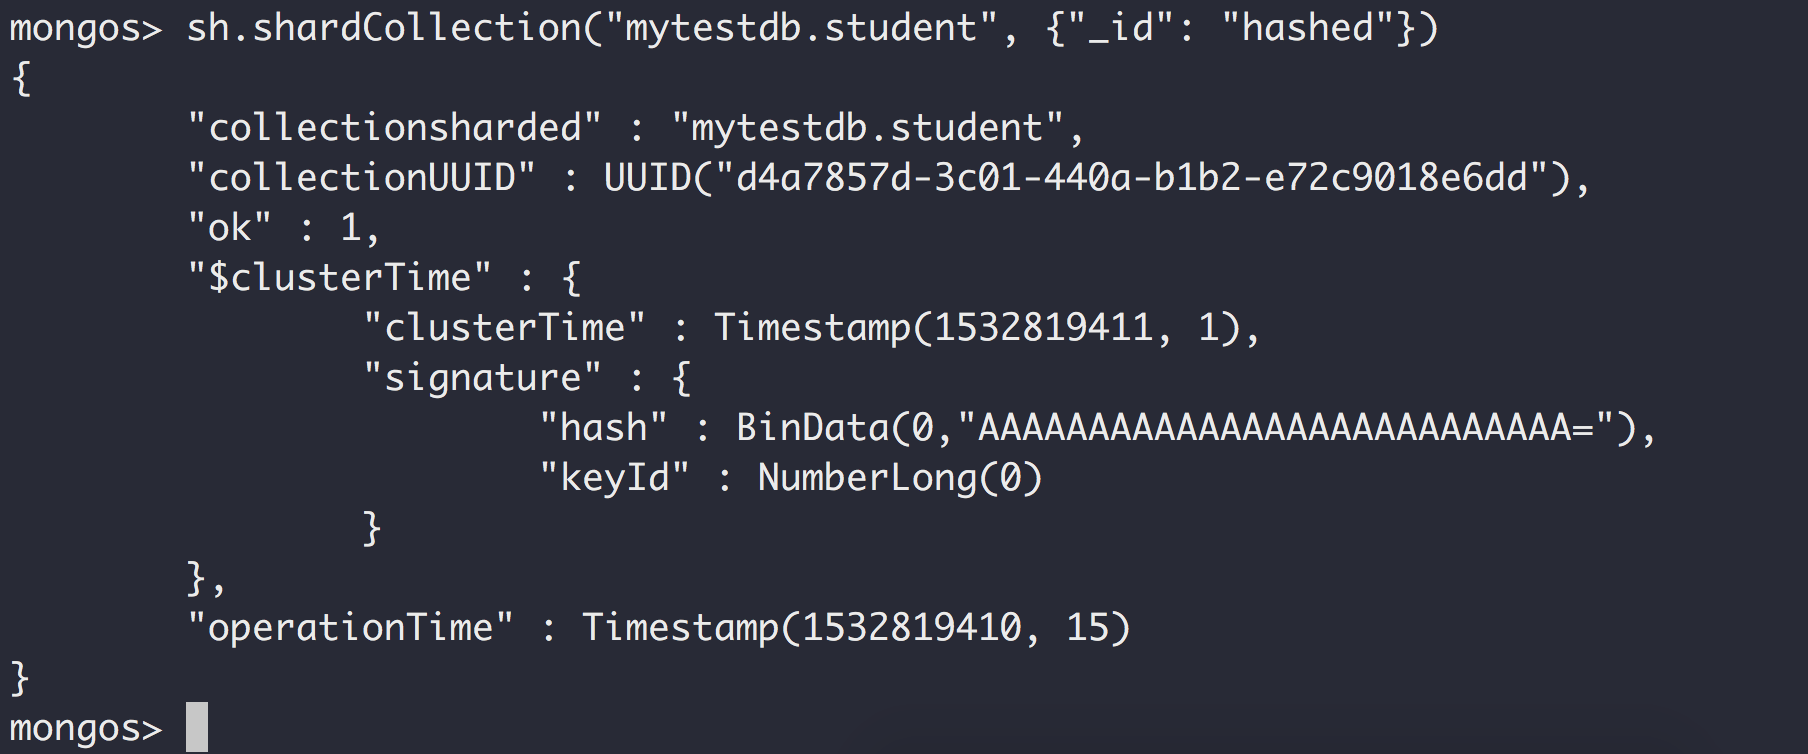 mongos> sh.shardCollection("mytestdb.student", {"_id": "hashed"})
{
        "collectionsharded" : "mytestdb.student",
        "collectionUUID" : UUID("d4a7857d-3c01-440a-b1b2-e72c9018e6dd"),
        "ok" : 1,
        "$clusterTime" : {
                "clusterTime" : Timestamp(1532819411, 1),
                "signature" : {
                        "hash" : BinData(0,"AAAAAAAAAAAAAAAAAAAAAAAAAAA="),
                        "keyId" : NumberLong(0)
                }
        },
        "operationTime" : Timestamp(1532819410, 15)
}
mongos>